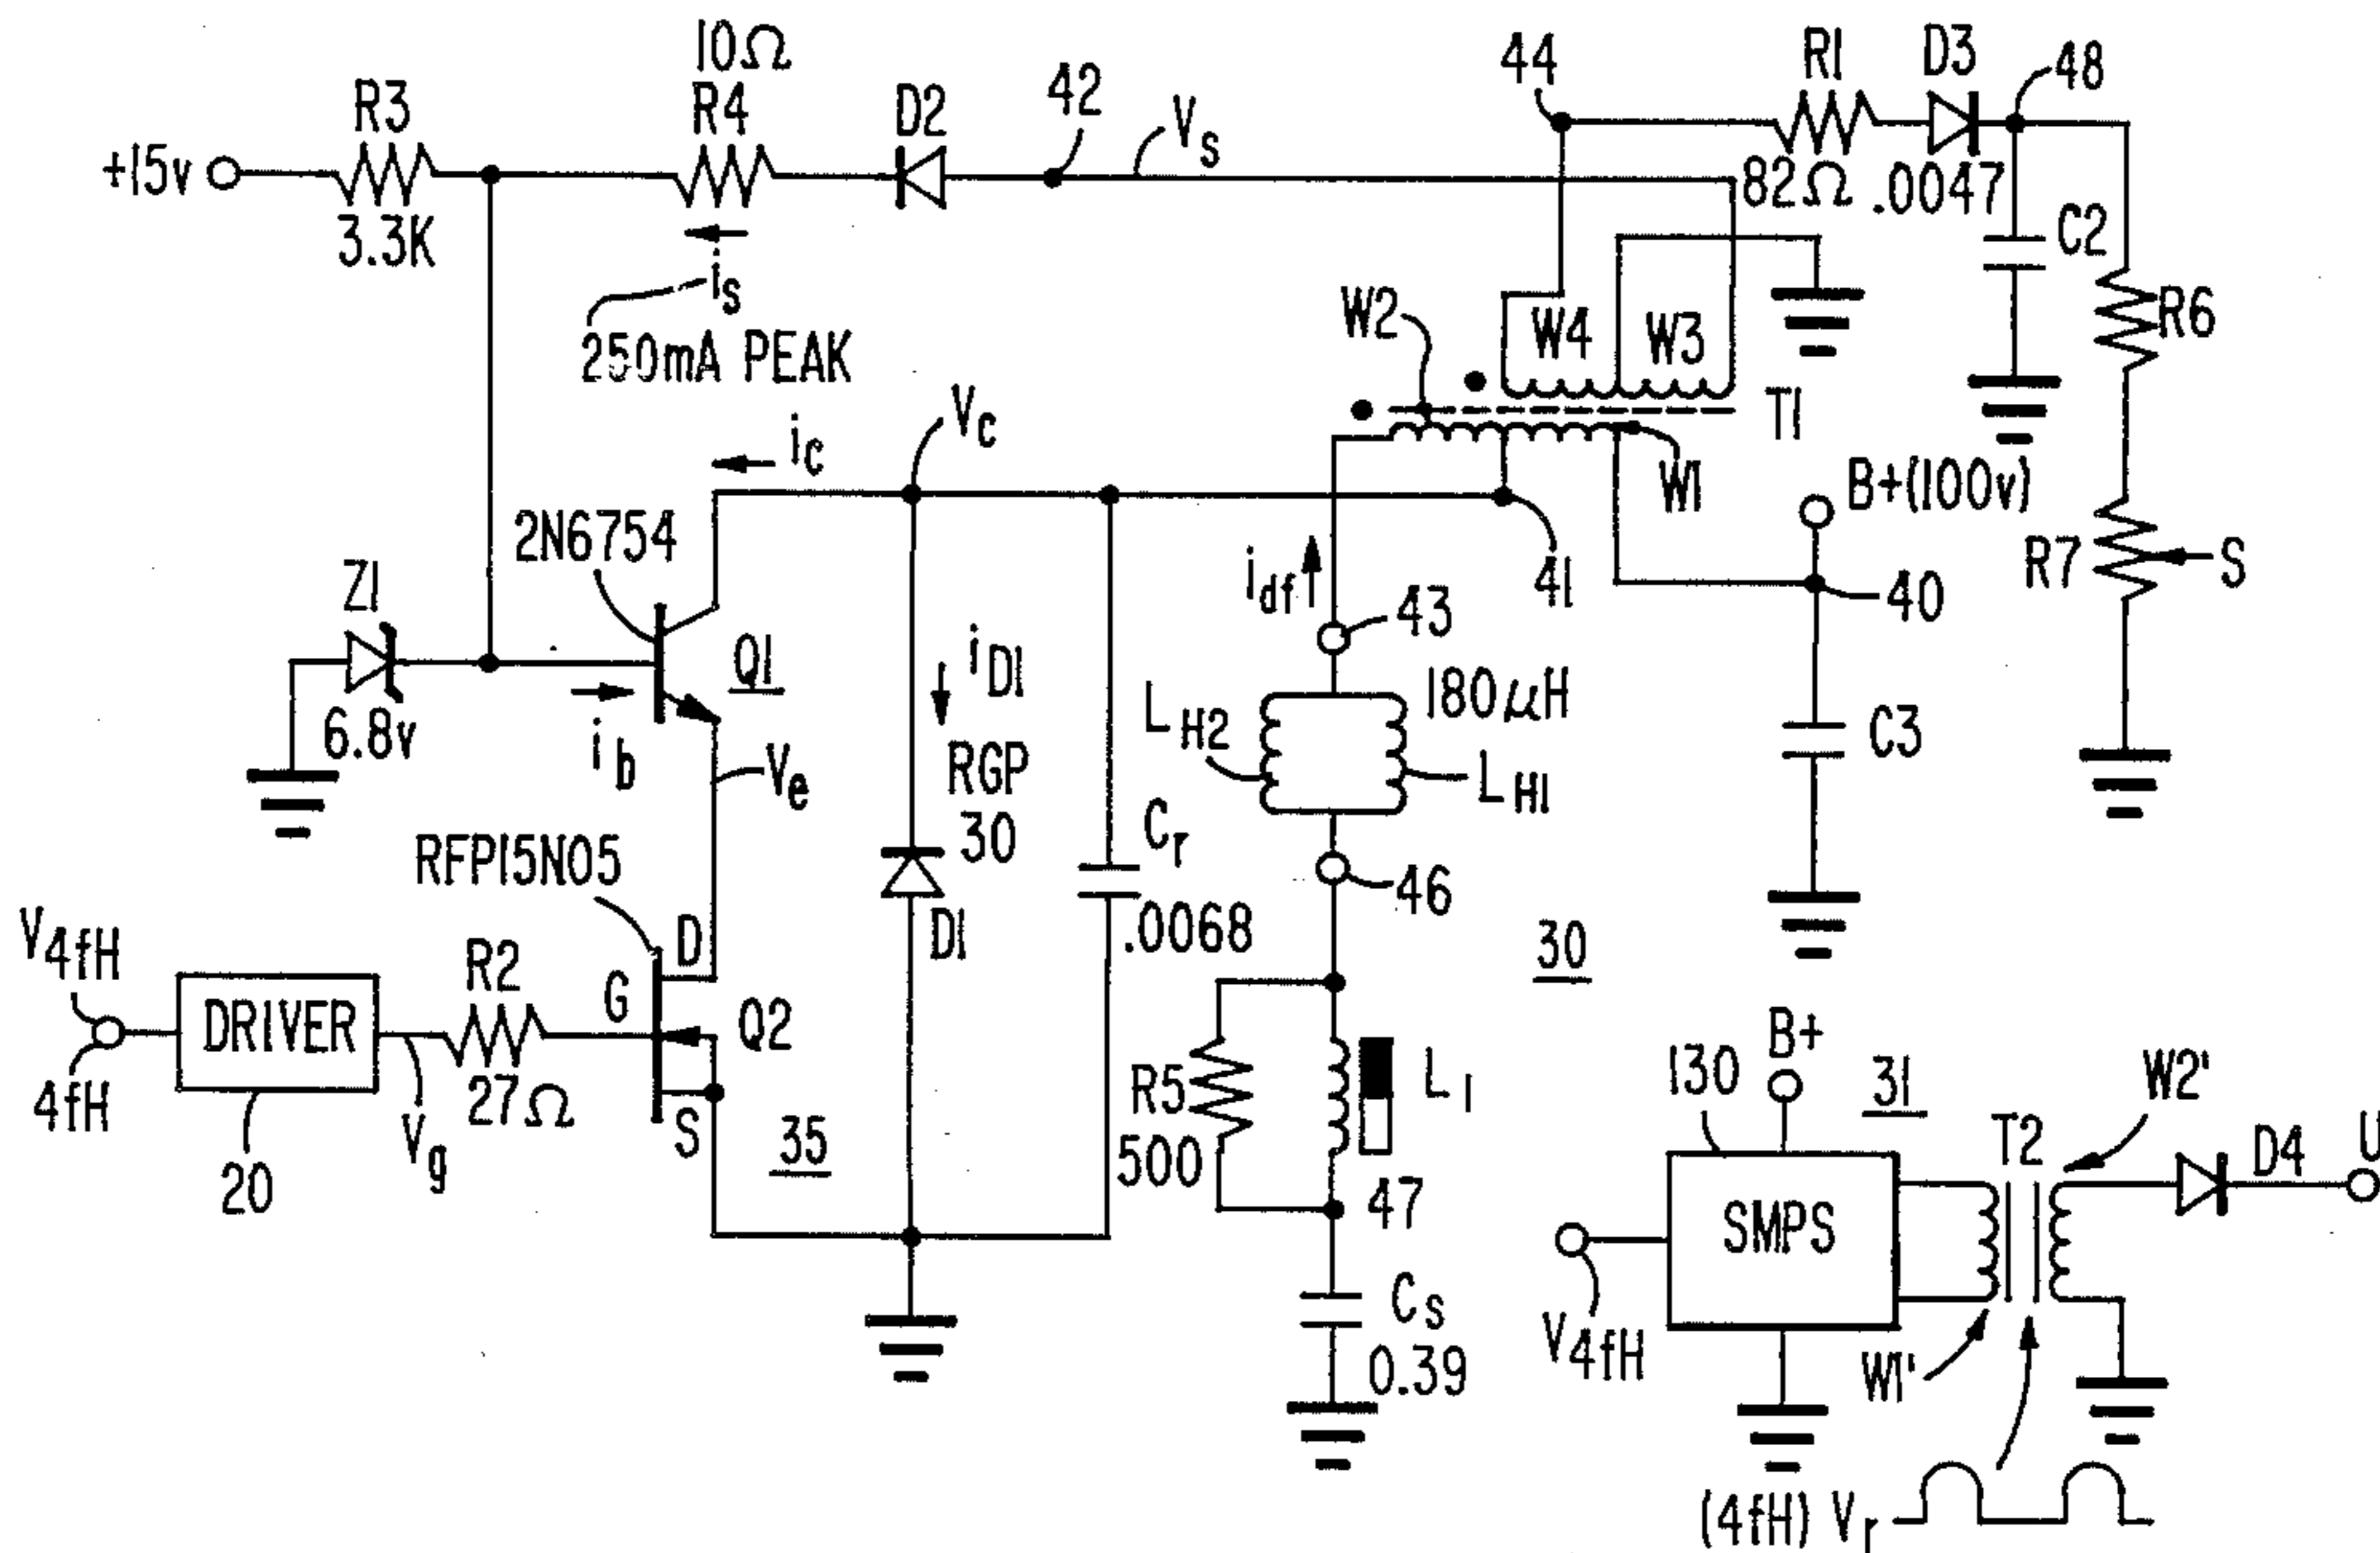 10Ω
R3
R4
D2
42
Vs
44
R1
D3
48
+15v
3.3K
is
250mA PEAK
82Ω
.0047
C2
R6
W2
W4
W3
T1
ic
Vc
W1
B+(100v)
2N6754
Z1
Q1
6.8v
ib
Ve
iD1
RGP
30
D1
Cr
.0068
idf
43
41
40
R7
S
LH2
180μH
LH1
C3
46
30
RFP15N05
V4fH
4fH
DRIVER
20
R2
27Ω
Vg
G
D
S
Q2
35
R5
500
L1
47
Cs
0.39
130
B+
31
SMPS
V4fH
T2
W2'
W1'
D4
U
(4fH) Vr